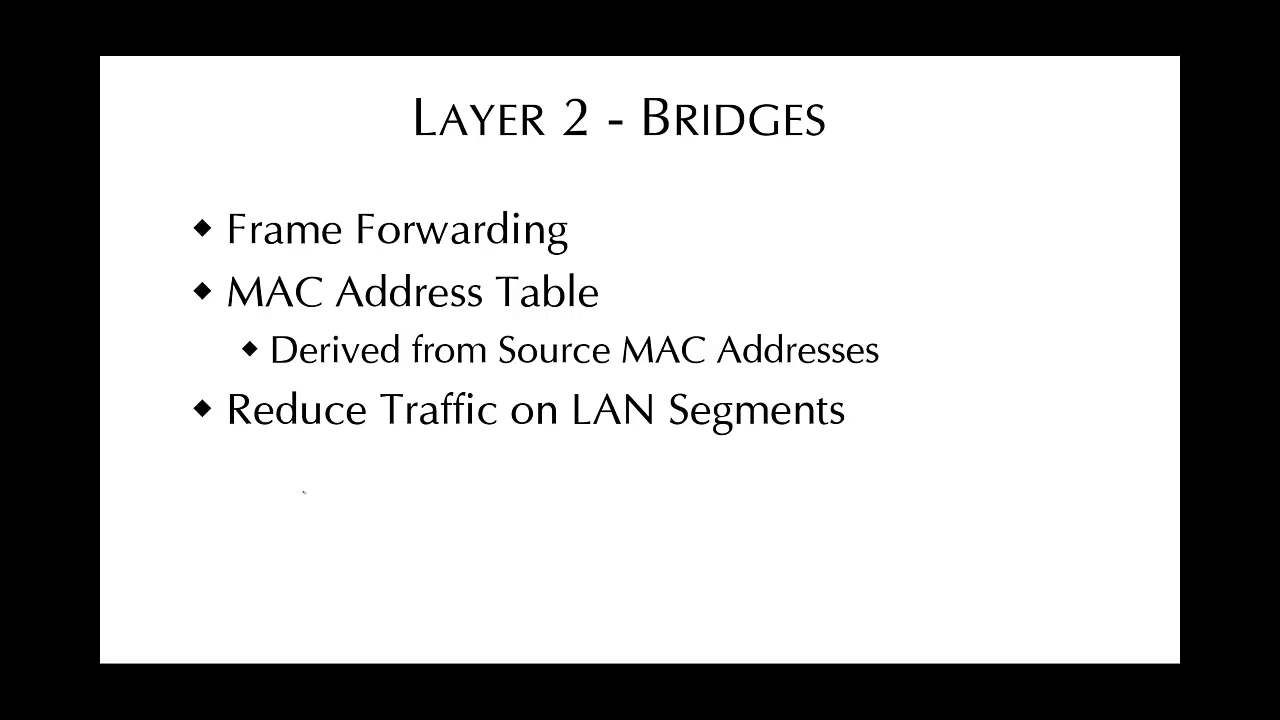 LAYER 2 - BRIDGES
◆ Frame Forwarding
◆ MAC Address Table
◆ Derived from Source MAC Addresses
◆ Reduce Traffic on LAN Segments